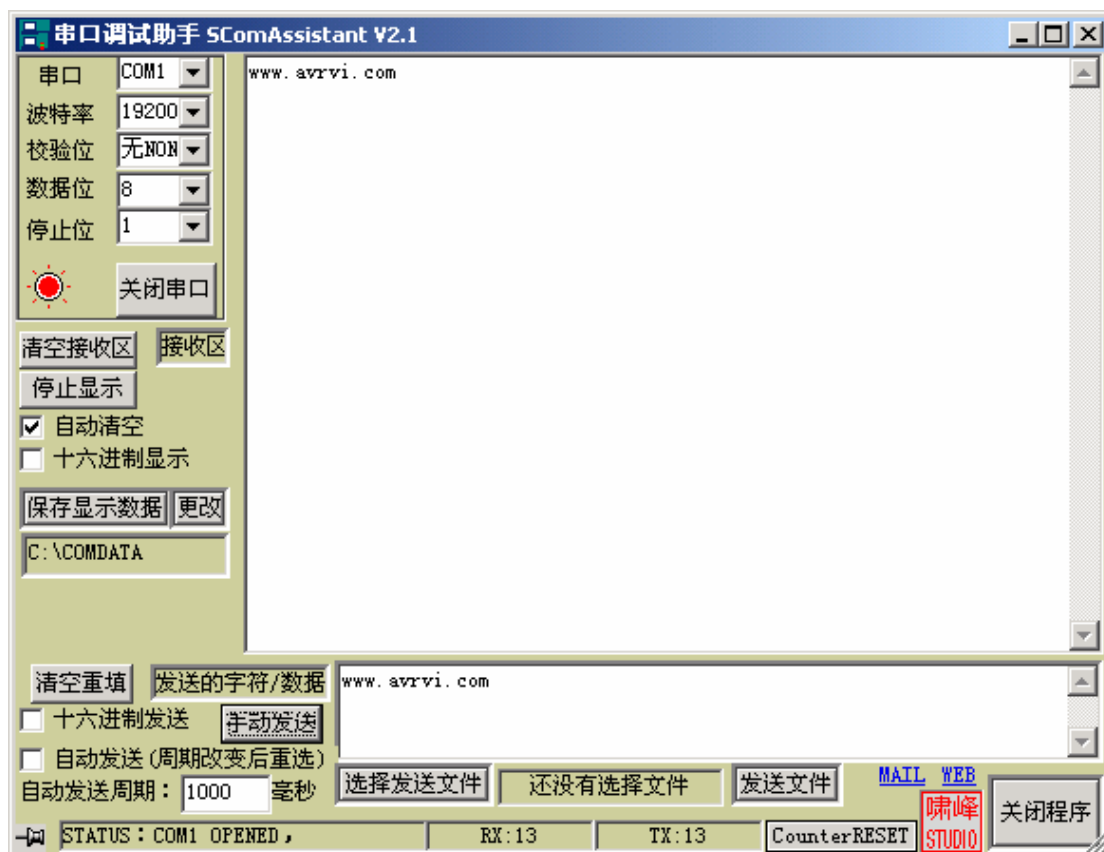 串口调试助手 SComAssistant V2.1
串口 COM1
波特率 19200
校验位 无NON
数据位 8
停止位 1
关闭串口
清空接收区 接收区
停止显示
自动清空
十六进制显示
保存显示数据 更改
C:\COMDATA
www.avrvi.com
清空重填 发送的字符/数据
www.avrvi.com
十六进制发送 手动发送
自动发送(周期改变后重选)
自动发送周期: 1000 毫秒
选择发送文件 还没有选择文件 发送文件
MAIL WEB
啸峰
STUDIO
关闭程序
STATUS:COM1 OPENED, RX:13 TX:13 CounterRESET